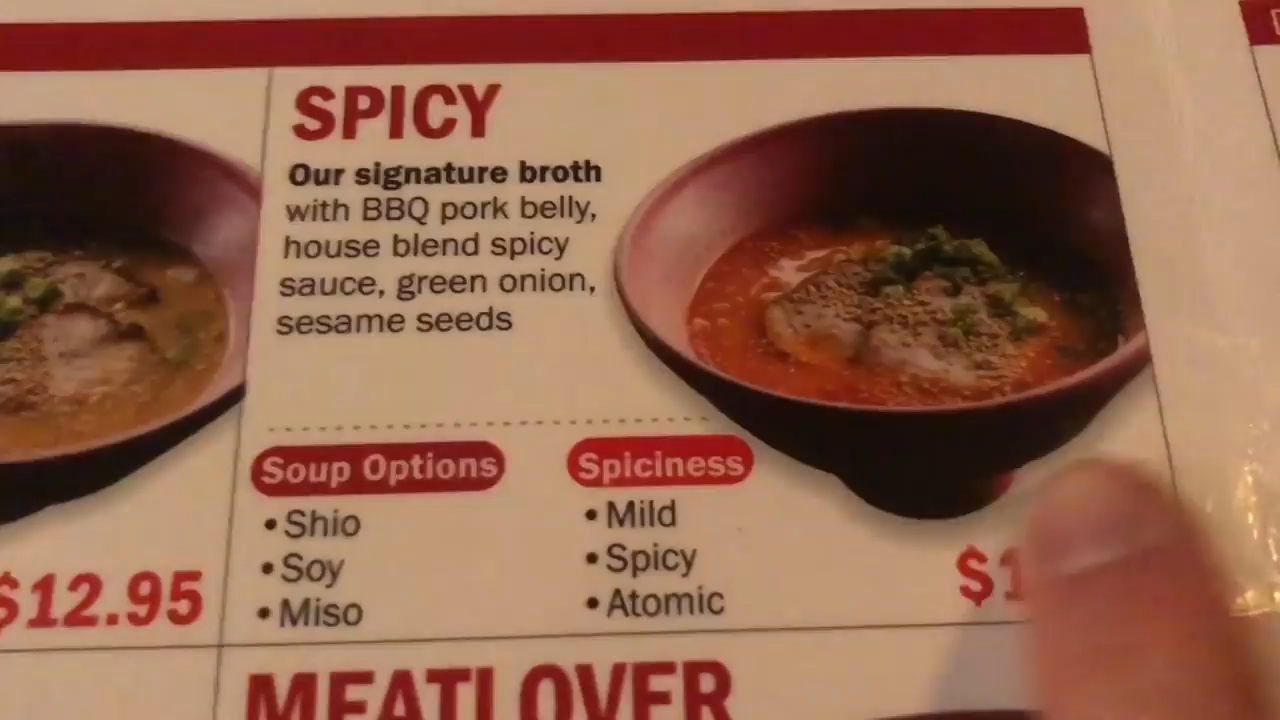 SPICY
Our signature broth
with BBQ pork belly,
house blend spicy
sauce, green onion,
sesame seeds
Soup Options
• Shio
• Soy
• Miso
Spiciness
• Mild
• Spicy
• Atomic
$12.95
$1
MEATLOVER